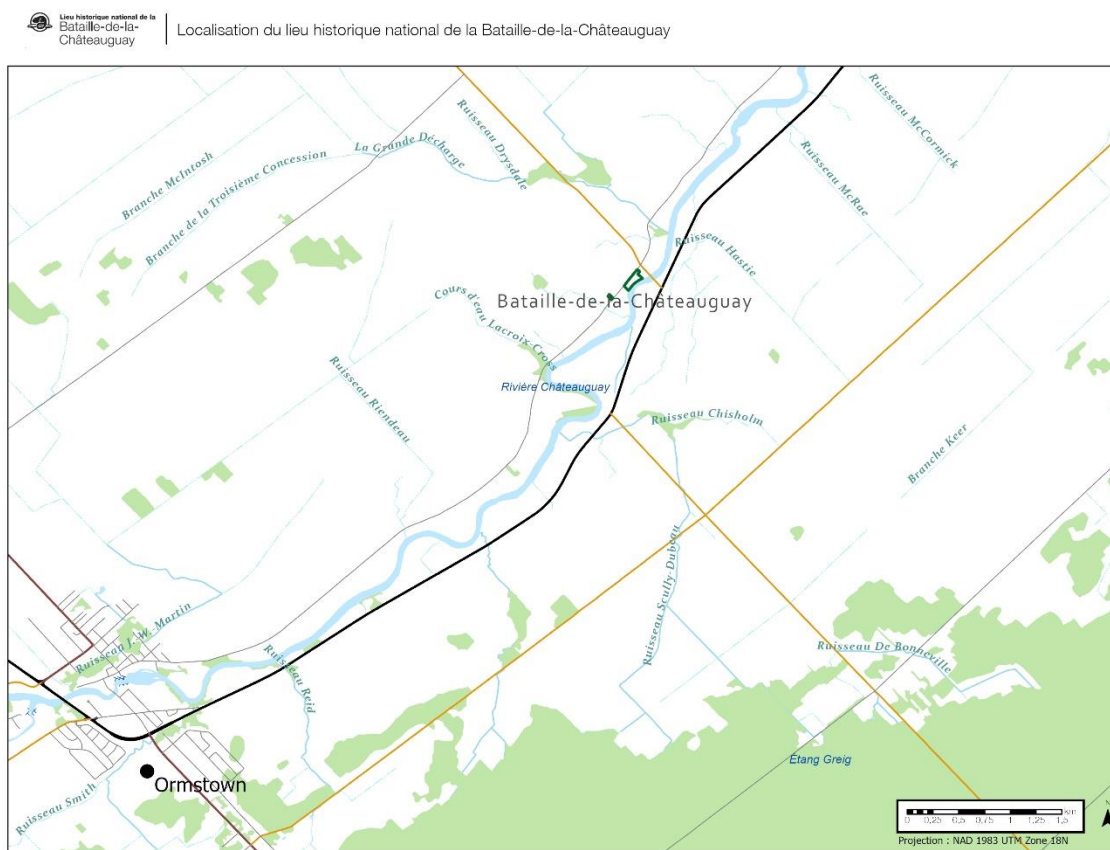 Lieu historique national de la
Bataille-de-la-
Châteauguay
Localisation du lieu historique national de la Bataille-de-la-Châteauguay
Ruisseau McCormick
Ruisseau Drysdale
La Grande Décharge
Branche McIntosh
Branche de la Troisième Concession
Ruisseau McRae
Ruisseau Hastie
Bataille-de-la-Châteauguay
Cours d'eau Lacroix-Cross
Rivière Châteauguay
Ruisseau Riendeau
Ruisseau Chisholm
Branche Keer
Ruisseau Scully-Dubeau
Ruisseau J. W. Martin
Ruisseau De Bonneville
Ruisseau Reid
Étang Greig
Ormstown
Ruisseau Smith
km
0 0,25 0,5 0,75 1 1,25 1,5
N
Projection : NAD 1983 UTM Zone 18N